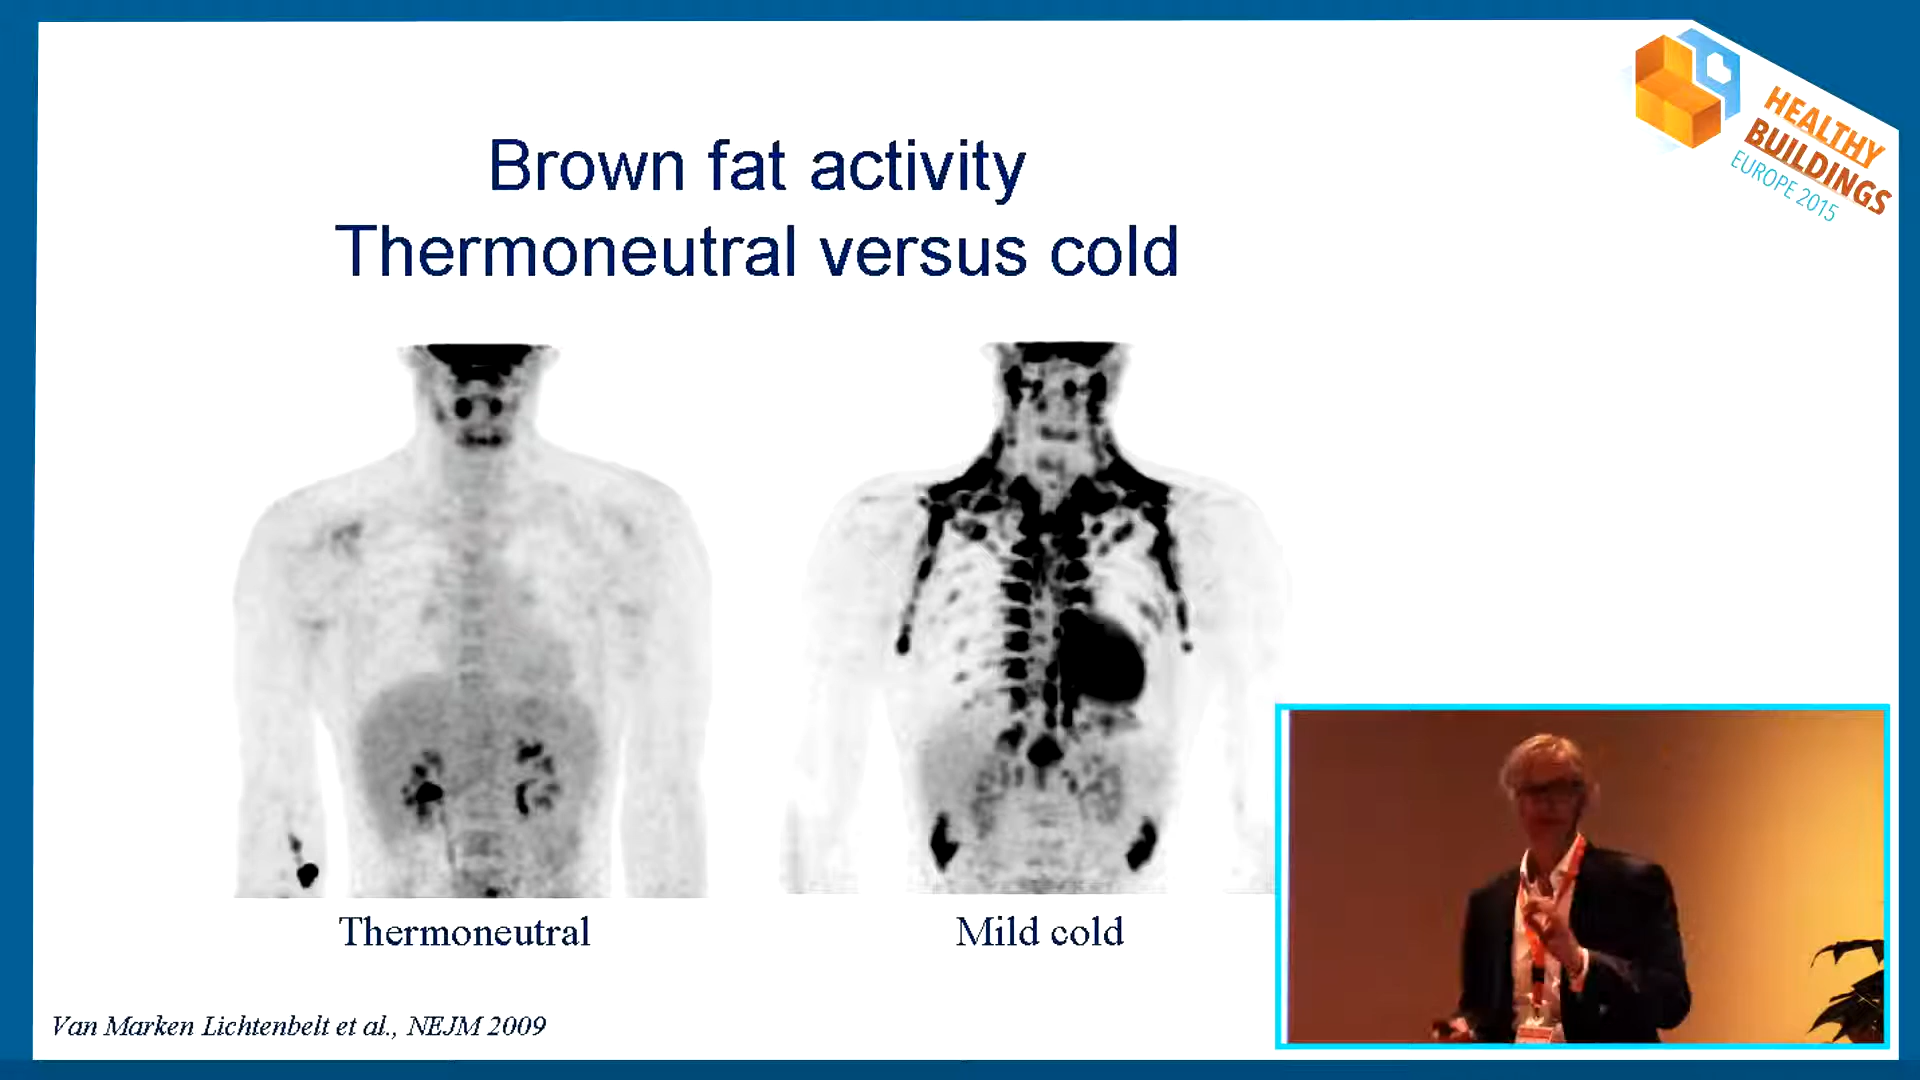 HEALTHY
BUILDINGS
EUROPE 2015
Brown fat activity
Thermoneutral versus cold
Thermoneutral
Mild cold
Van Marken Lichtenbelt et al., NEJM 2009